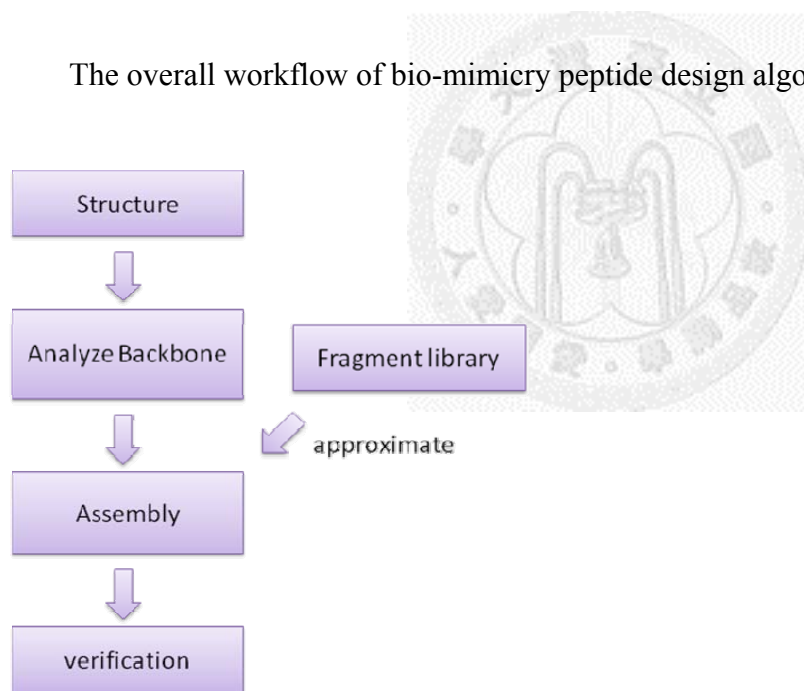 The overall workflow of bio-mimicry peptide design algo
Structure
Analyze Backbone
Fragment library
approximate
Assembly
verification